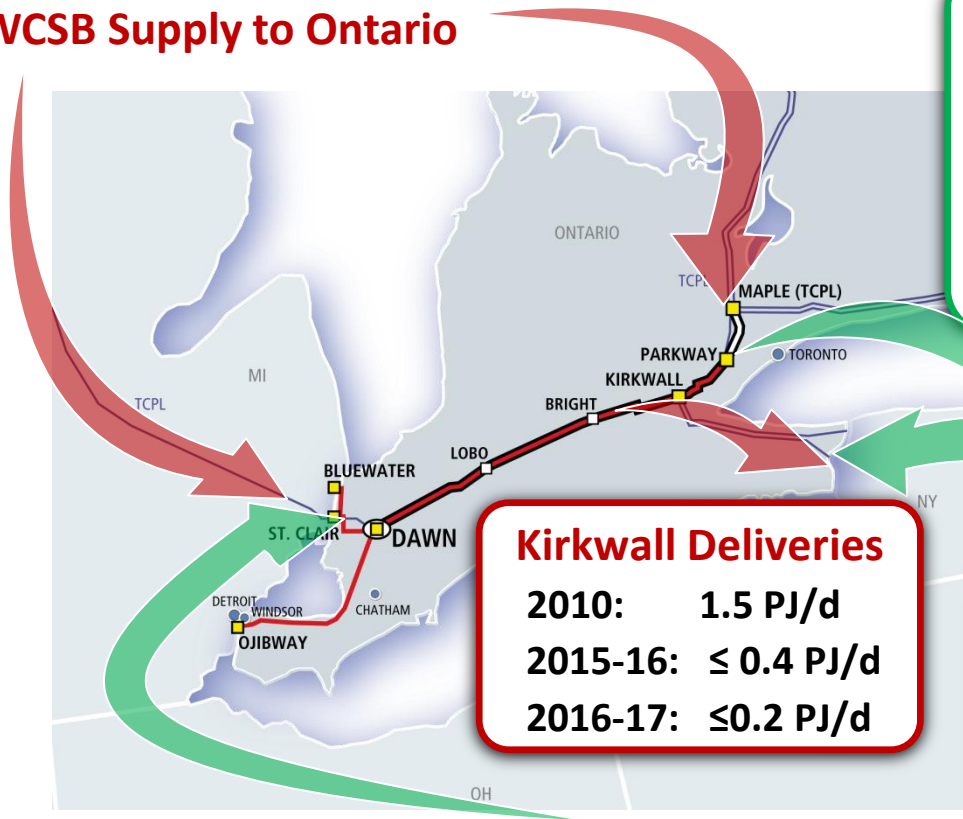 WCSB Supply to Ontario
ONTARIO
TCPL
MAPLE (TCPL)
PARKWAY
TORONTO
KIRKWALL
MI
BRIGHT
TCPL
LOBO
BLUEWATER
NY
ST. CLAIR
DAWN
Kirkwall Deliveries
2010: 1.5 PJ/d
2015-16: ≤ 0.4 PJ/d
2016-17: ≤0.2 PJ/d
DETROIT
WINDSOR
CHATHAM
OJIBWAY
OH